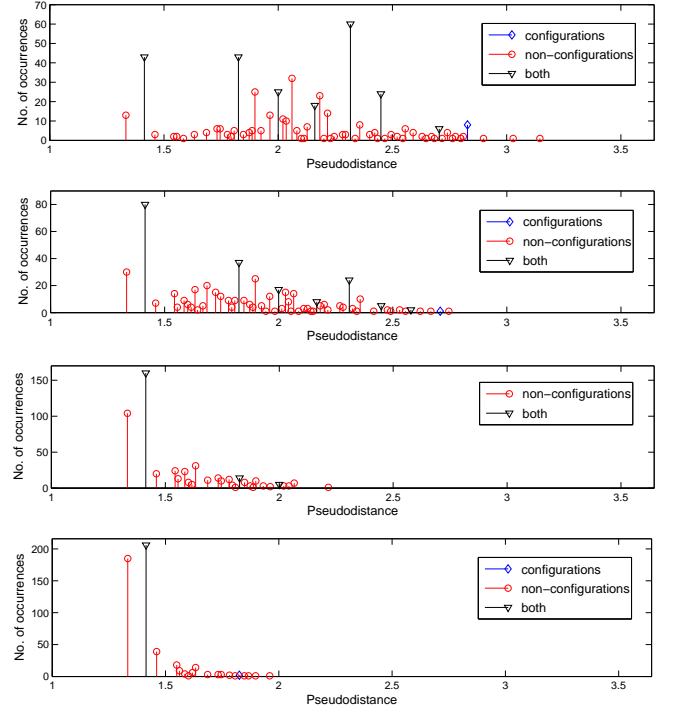 70
60
50
40
30
20
10
0
No. of occurrences
1 1.5 2 2.5 3 3.5
Pseudodistance
configurations
non−configurations
both
80
60
40
20
0
No. of occurrences
1 1.5 2 2.5 3 3.5
Pseudodistance
configurations
non−configurations
both
150
100
50
0
No. of occurrences
1 1.5 2 2.5 3 3.5
Pseudodistance
non−configurations
both
200
150
100
50
0
No. of occurrences
1 1.5 2 2.5 3 3.5
Pseudodistance
configurations
non−configurations
both